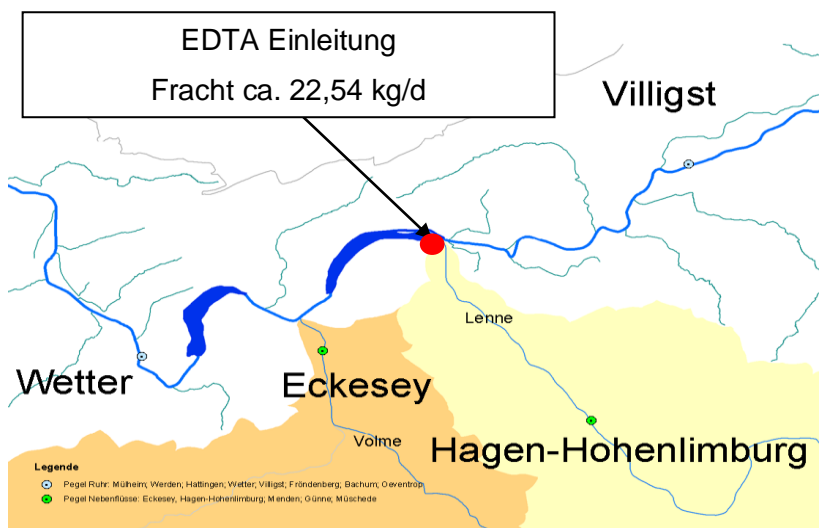 EDTA Einleitung
Fracht ca. 22,54 kg/d
Villigst
Lenne
Wetter
Eckesey
Volme
Hagen-Hohenlimburg
Legende
Pegel Ruhr: Mülheim; Werden; Hattingen; Wetter; Villigst; Fröndenberg; Bachum; Oeventrop
Pegel Nebenflüsse: Eckesey, Hagen-Hohenlimburg; Menden; Günne; Müschede